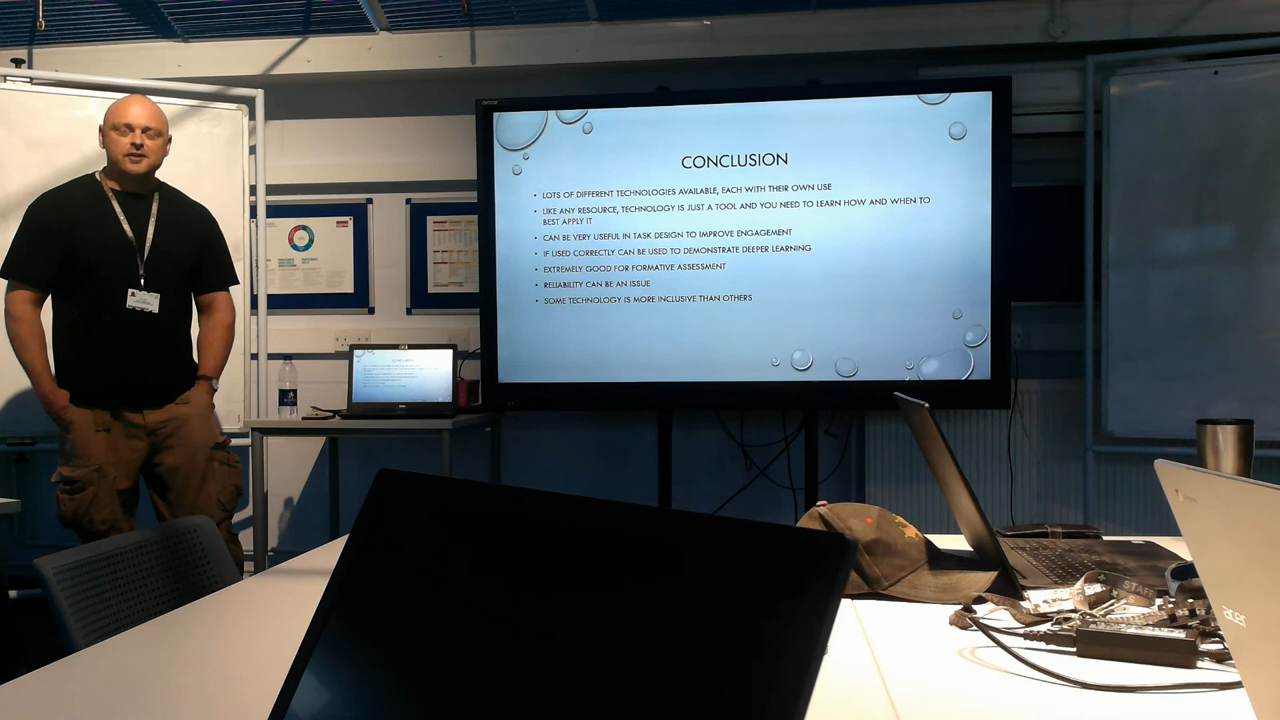 CONCLUSION
• LOTS OF DIFFERENT TECHNOLOGIES AVAILABLE, EACH WITH THEIR OWN USE
• LIKE ANY RESOURCE, TECHNOLOGY IS JUST A TOOL AND YOU NEED TO LEARN HOW AND WHEN TO
BEST APPLY IT
• CAN BE VERY USEFUL IN TASK DESIGN TO IMPROVE ENGAGEMENT
• IF USED CORRECTLY CAN BE USED TO DEMONSTRATE DEEPER LEARNING
• EXTREMELY GOOD FOR FORMATIVE ASSESSMENT
• RELIABILITY CAN BE AN ISSUE
• SOME TECHNOLOGY IS MORE INCLUSIVE THAN OTHERS
CONCLUSION
STAFF
acer